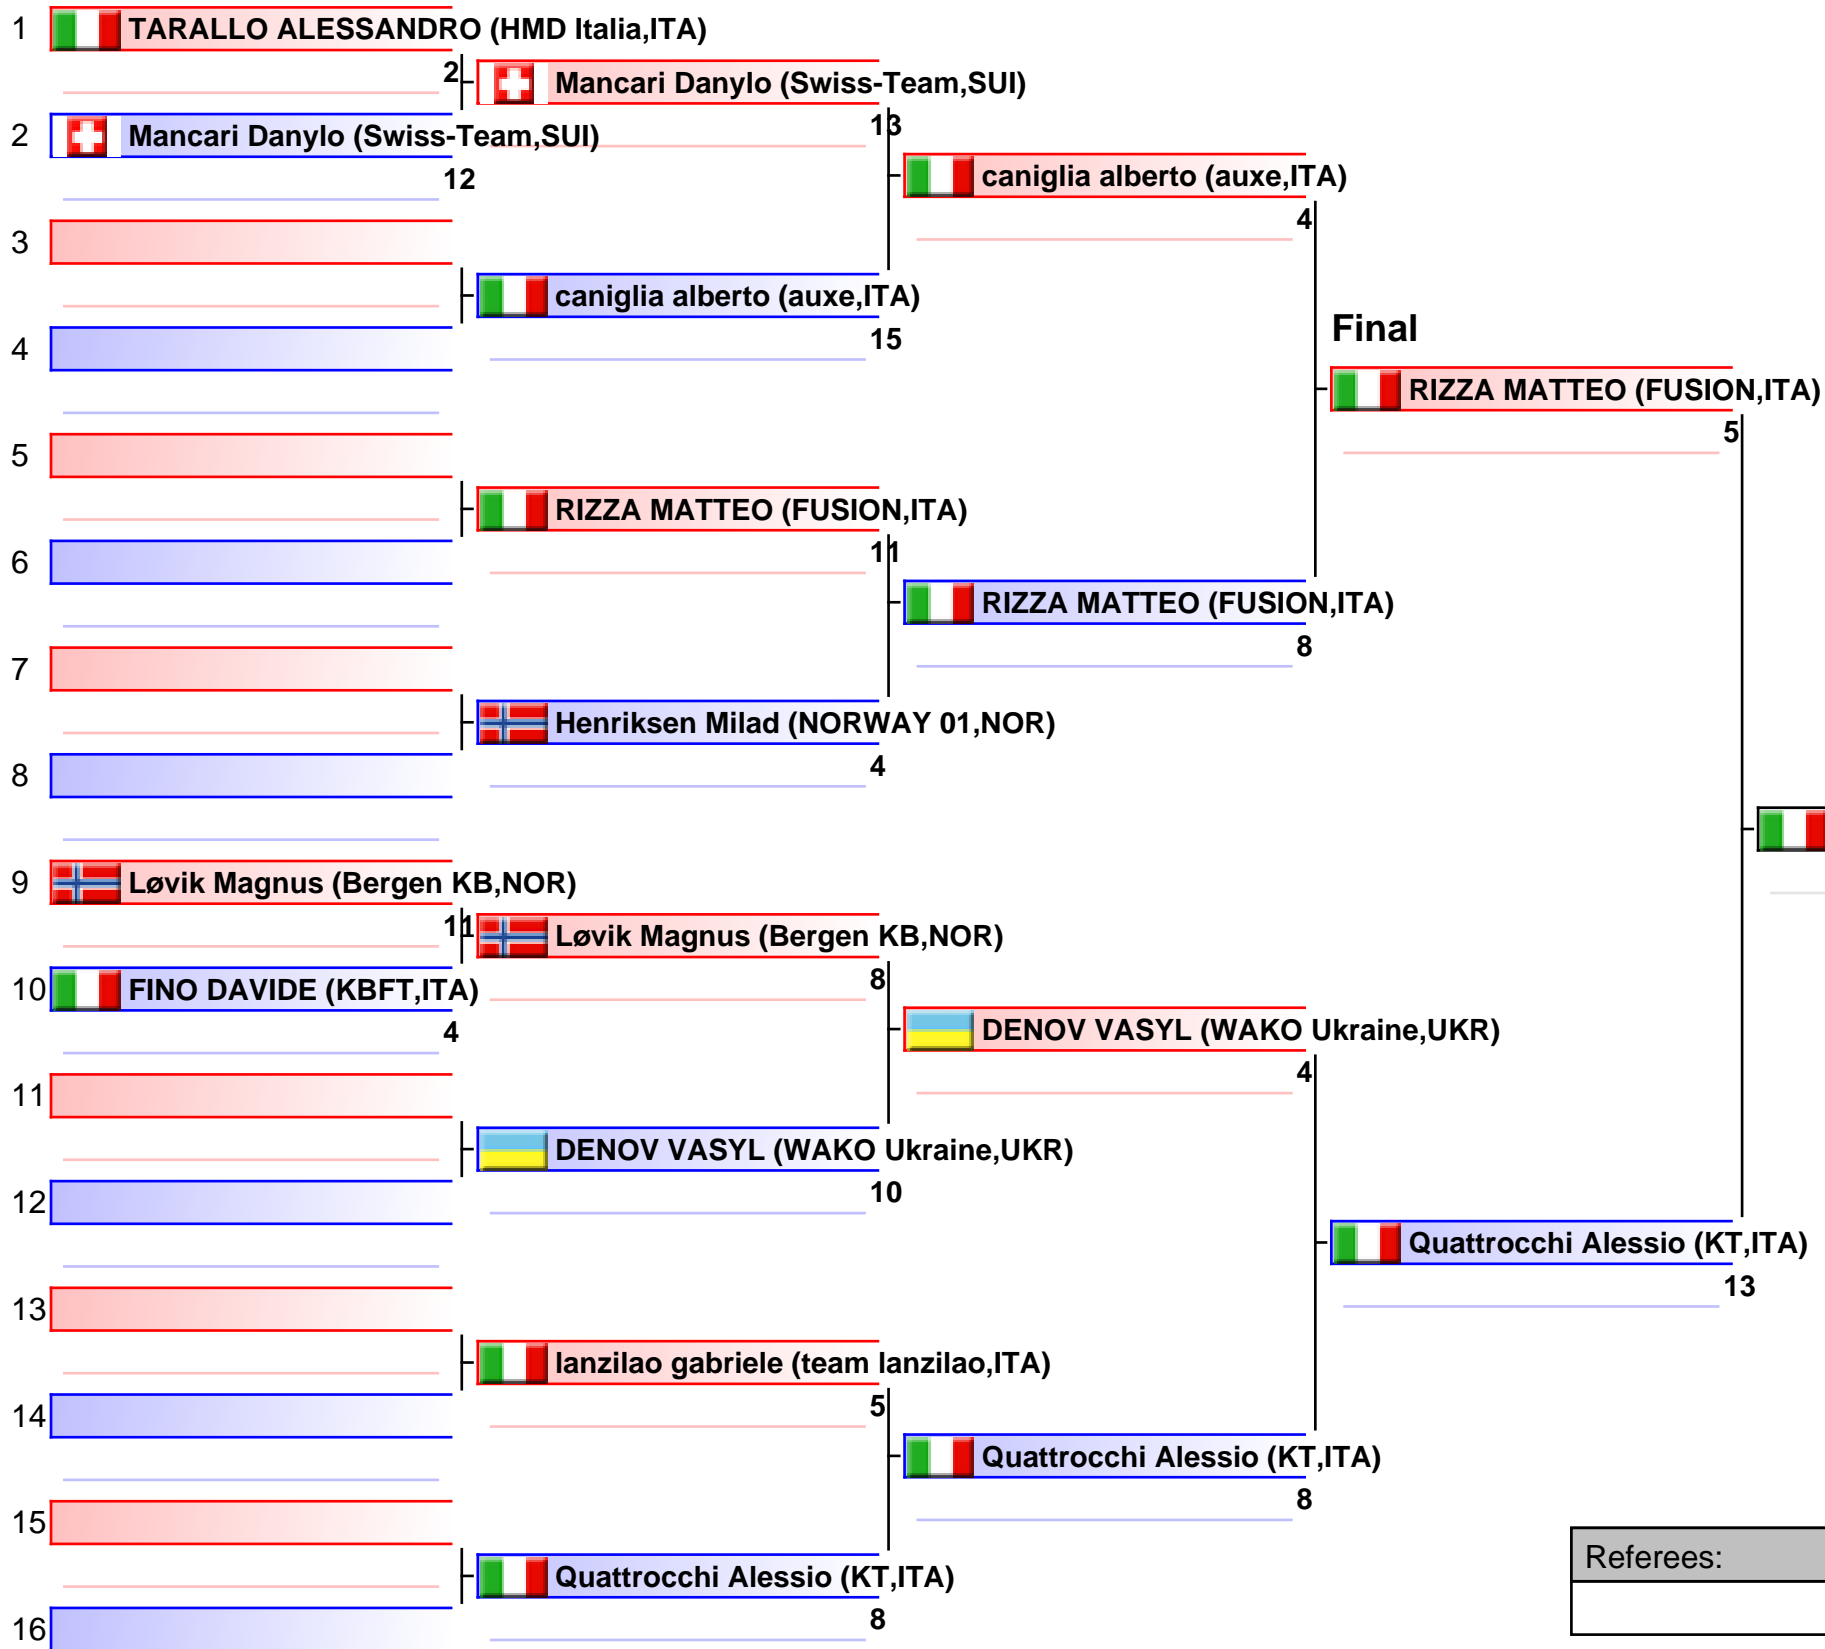 1 TARALLO ALESSANDRO (HMD Italia,ITA)
2 Mancari Danylo (Swiss-Team,SUI)
13
2 Mancari Danylo (Swiss-Team,SUI)
12
caniglia alberto (auxe,ITA)
4
3
caniglia alberto (auxe,ITA)
15
4
Final
RIZZA MATTEO (FUSION,ITA)
5
5
RIZZA MATTEO (FUSION,ITA)
11
6
RIZZA MATTEO (FUSION,ITA)
8
7
Henriksen Milad (NORWAY 01,NOR)
4
8
9 Løvik Magnus (Bergen KB,NOR)
11 Løvik Magnus (Bergen KB,NOR)
8
10 FINO DAVIDE (KBFT,ITA)
4
DENOV VASYL (WAKO Ukraine,UKR)
4
11
DENOV VASYL (WAKO Ukraine,UKR)
10
12
Quattrocchi Alessio (KT,ITA)
13
13
lanzilao gabriele (team lanzilao,ITA)
5
14
Quattrocchi Alessio (KT,ITA)
8
15
Quattrocchi Alessio (KT,ITA)
8
16
Referees: